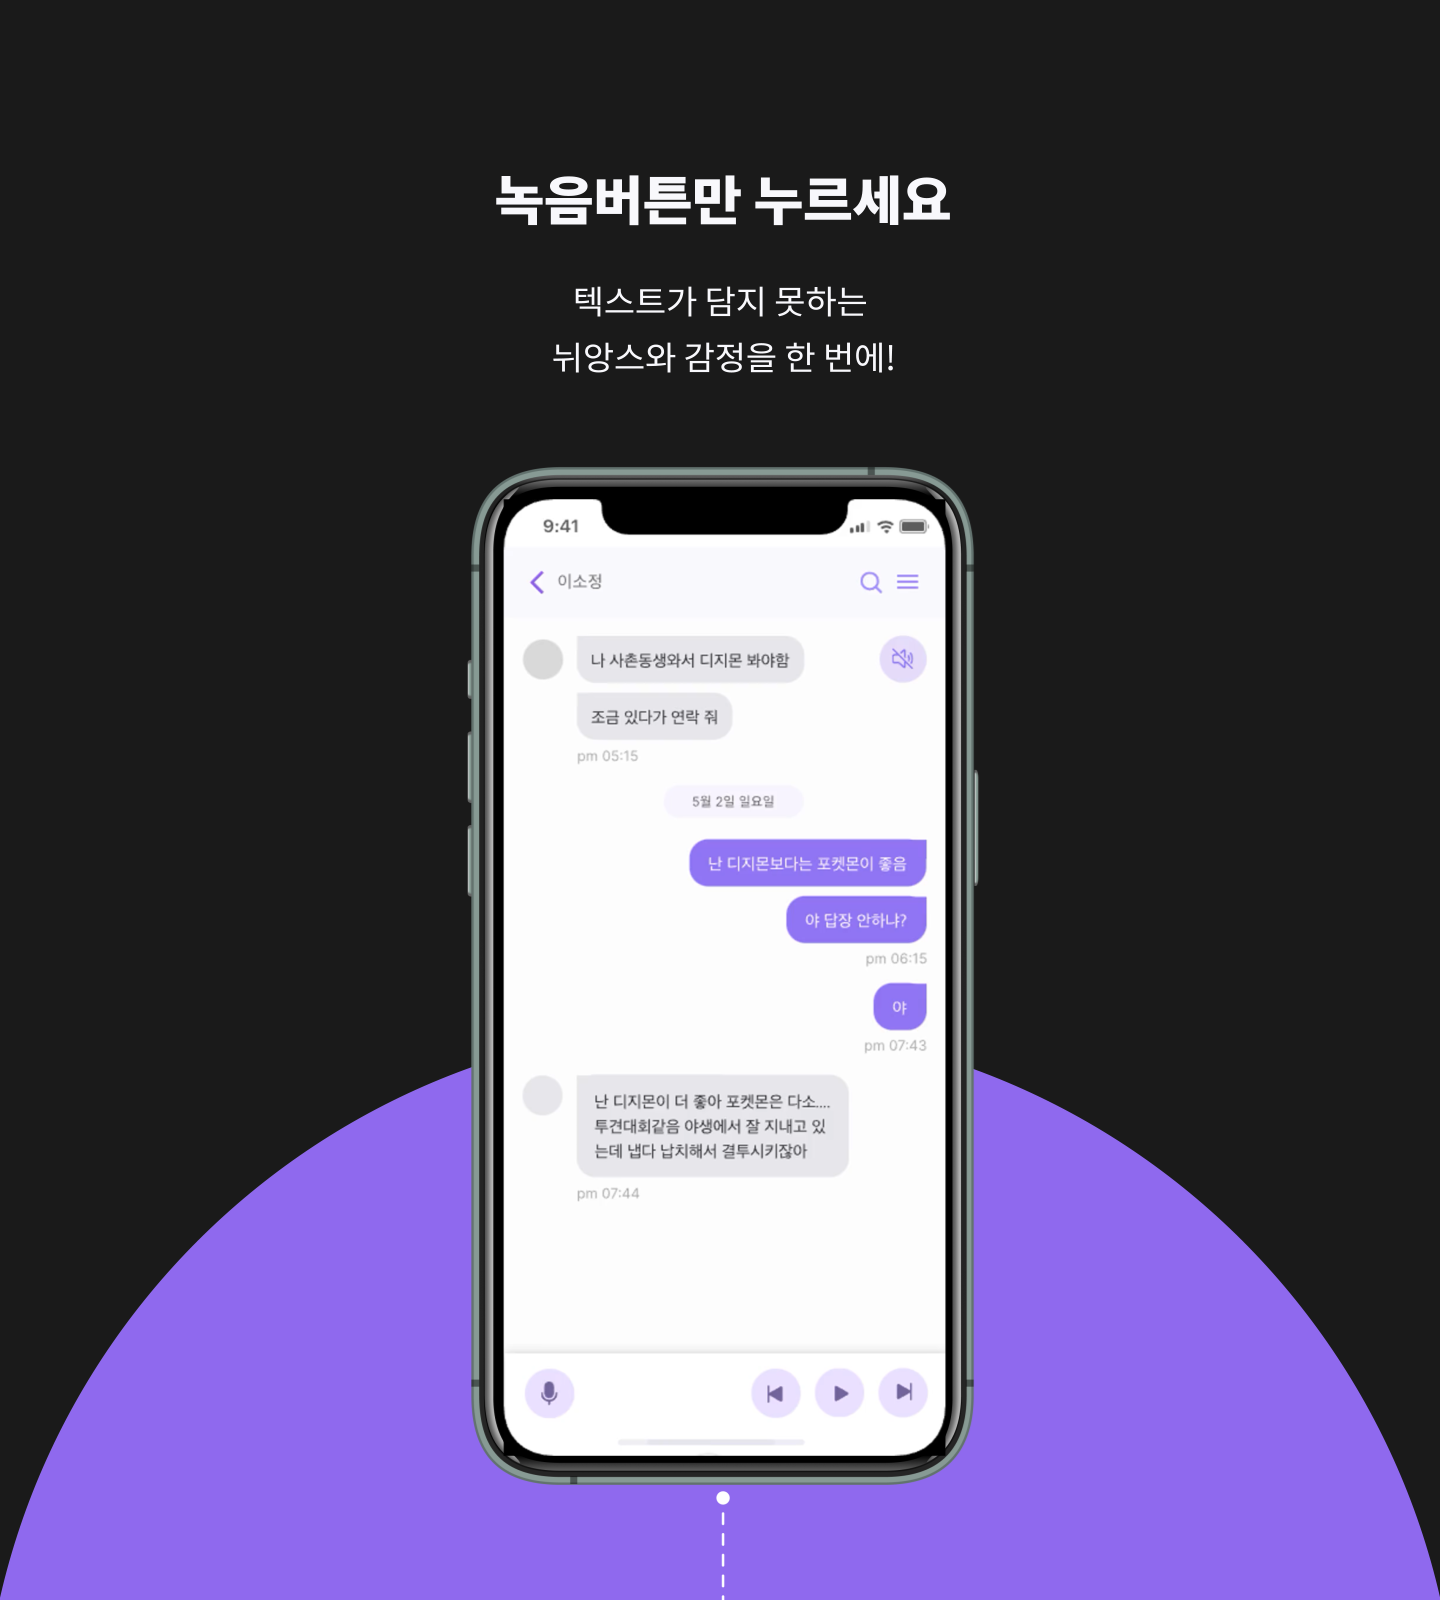 녹음버튼만 누르세요
텍스트가 담지 못하는
뉘앙스와 감정을 한 번에!
9:41
이소정
나 사촌동생와서 디지몬 봐야함
조금 있다가 연락 줘
pm 05:15
5월 2일 일요일
난 디지몬보다는 포켓몬이 좋음
야 답장 안하냐?
pm 06:15
야
pm 07:43
난 디지몬이 더 좋아 포켓몬은 다소....
투견대회같음 야생에서 잘 지내고 있
는데 냅다 납치해서 결투시키잖아
pm 07:44